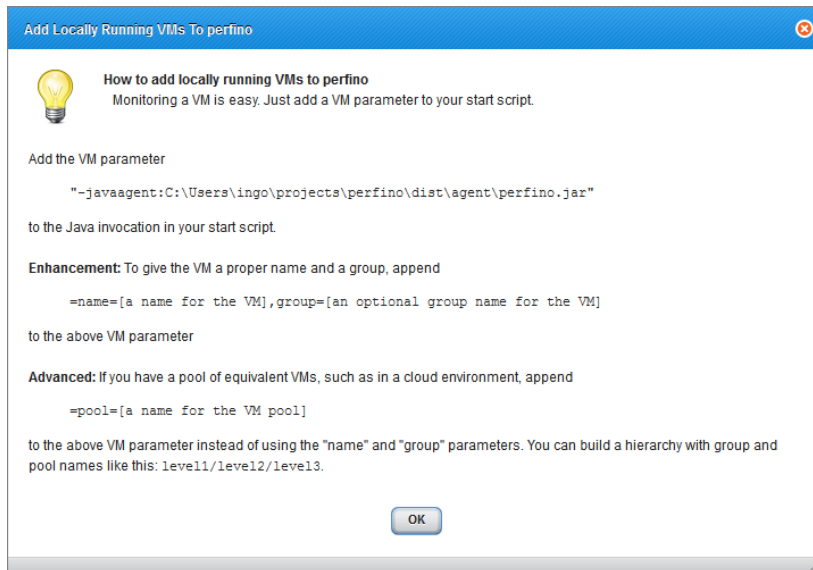 Add Locally Running VMs To perfino
How to add locally running VMs to perfino
Monitoring a VM is easy. Just add a VM parameter to your start script.
Add the VM parameter
"-javaagent:C:\Users\ingo\projects\perfino\dist\agent\perfino.jar"
to the Java invocation in your start script.
Enhancement: To give the VM a proper name and a group, append
=name=[a name for the VM],group=[an optional group name for the VM]
to the above VM parameter
Advanced: If you have a pool of equivalent VMs, such as in a cloud environment, append
=pool=[a name for the VM pool]
to the above VM parameter instead of using the "name" and "group" parameters. You can build a hierarchy with group and
pool names like this: level1/level2/level3.
OK